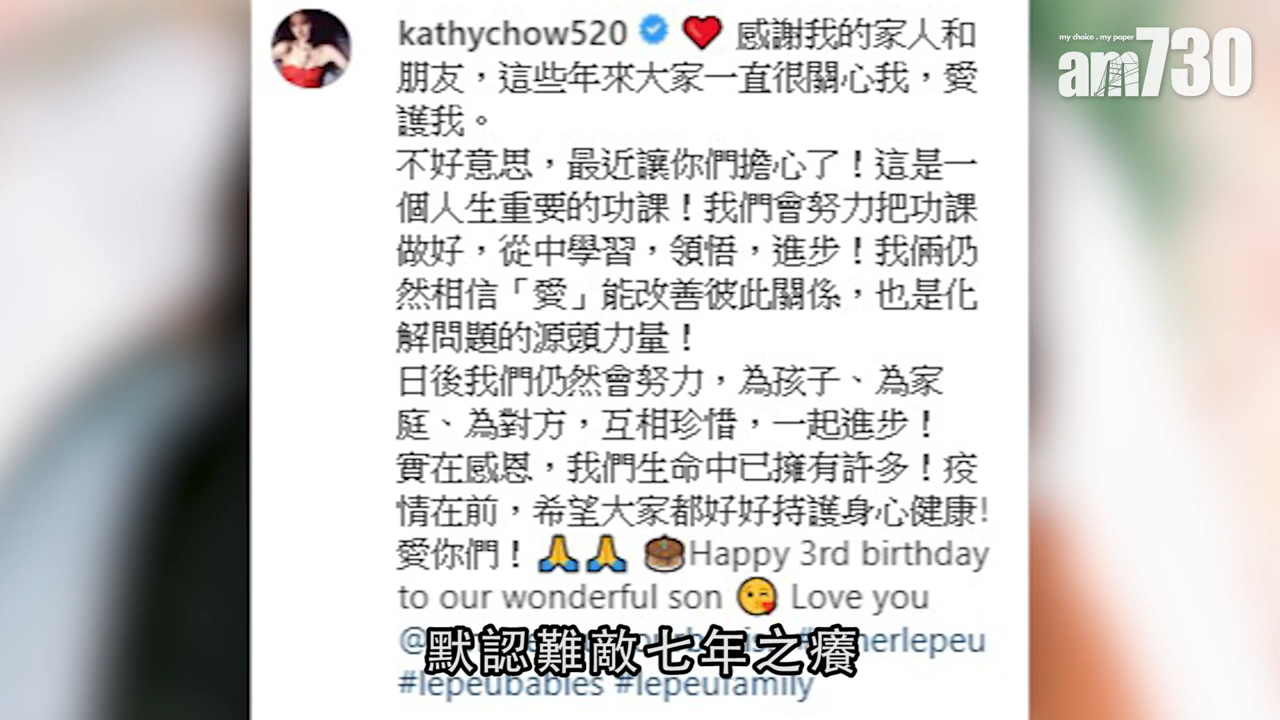 kathychow520 ❤️ 感謝我的家人和
朋友，這些年來大家一直很關心我，愛
護我。
不好意思，最近讓你們擔心了！這是一
個人生重要的功課！我們會努力把功課
做好，從中學習，領悟，進步！我倆仍
然相信「愛」能改善彼此關係，也是化
解問題的源頭力量！
日後我們仍然會努力，為孩子、為家
庭、為對方，互相珍惜，一起進步！
實在感恩，我們生命中已擁有許多！疫
情在前，希望大家都好好持護身心健康!
愛你們！🙏🙏 🎂Happy 3rd birthday
to our wonderful son 😘 Love you
默認難敵七年之癢
#lepeubabies #lepeufamily
my choice . my paper
am730